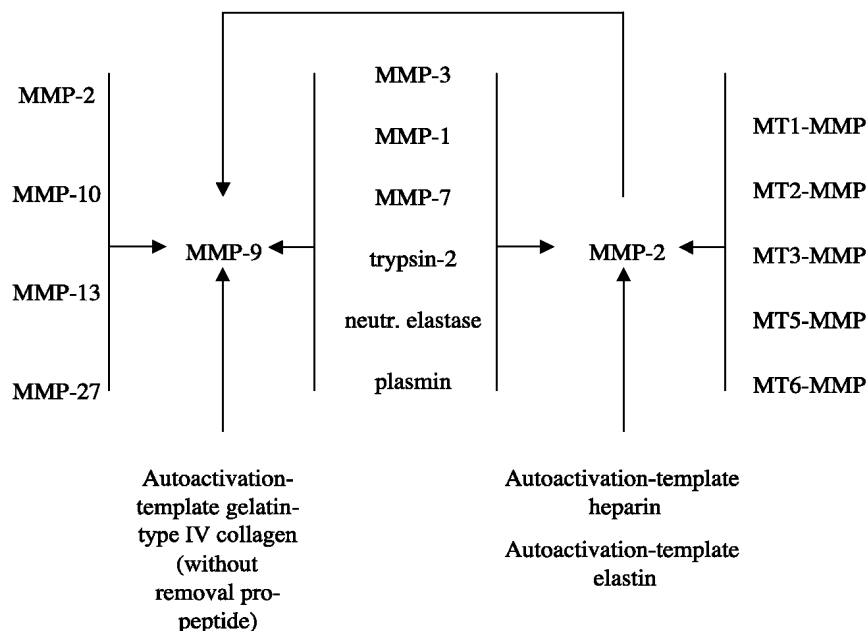 MMP-2
MMP-10
MMP-13
MMP-27
MMP-9
MMP-3
MMP-1
MMP-7
trypsin-2
neutr. elastase
plasmin
MMP-2
MT1-MMP
MT2-MMP
MT3-MMP
MT5-MMP
MT6-MMP
Autoactivation-
template gelatin-
type IV collagen
(without
removal pro-
peptide)
Autoactivation-template
heparin
Autoactivation-template
elastin